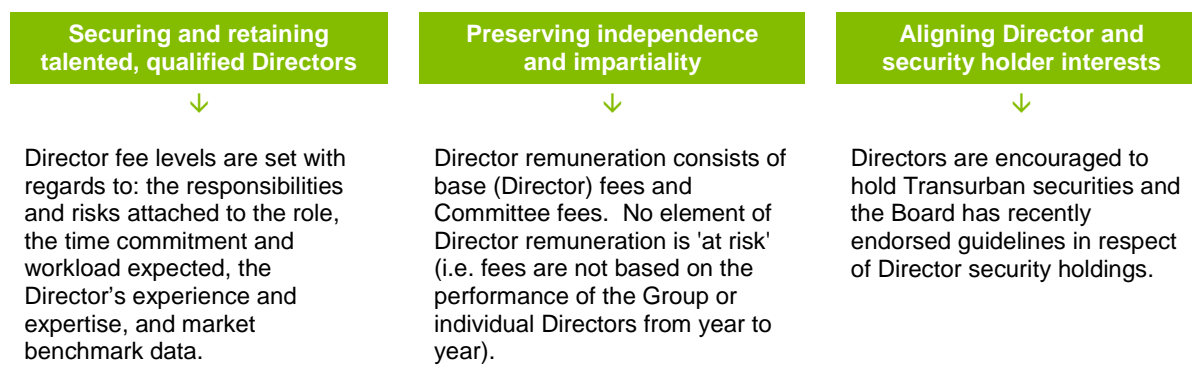 Securing and retaining
talented, qualified Directors
Director fee levels are set with
regards to: the responsibilities
and risks attached to the role,
the time commitment and
workload expected, the
Director’s experience and
expertise, and market
benchmark data.
Preserving independence
and impartiality
Director remuneration consists of
base (Director) fees and
Committee fees.  No element of
Director remuneration is 'at risk'
(i.e. fees are not based on the
performance of the Group or
individual Directors from year to
year).
Aligning Director and
security holder interests
Directors are encouraged to
hold Transurban securities and
the Board has recently
endorsed guidelines in respect
of Director security holdings.